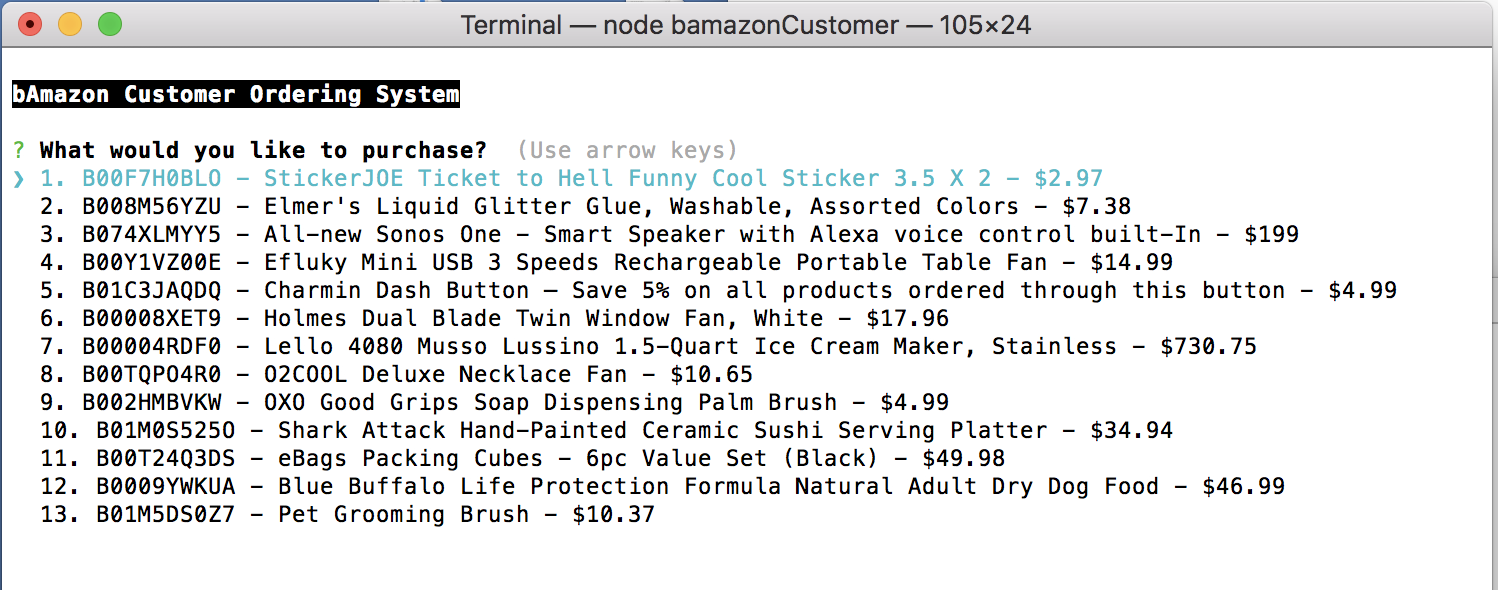 Terminal — node bamazonCustomer — 105×24
bAmazon Customer Ordering System
? What would you like to purchase? (Use arrow keys)
❯ 1. B00F7H0BLO – StickerJOE Ticket to Hell Funny Cool Sticker 3.5 X 2 – $2.97
2. B008M56YZU – Elmer's Liquid Glitter Glue, Washable, Assorted Colors – $7.38
3. B074XLMYY5 – All-new Sonos One – Smart Speaker with Alexa voice control built-In – $199
4. B00Y1VZ00E – Efluky Mini USB 3 Speeds Rechargeable Portable Table Fan – $14.99
5. B01C3JAQDQ – Charmin Dash Button – Save 5% on all products ordered through this button – $4.99
6. B00008XET9 – Holmes Dual Blade Twin Window Fan, White – $17.96
7. B00004RDF0 – Lello 4080 Musso Lussino 1.5-Quart Ice Cream Maker, Stainless – $730.75
8. B00TQPO4R0 – O2COOL Deluxe Necklace Fan – $10.65
9. B002HMBVKW – OXO Good Grips Soap Dispensing Palm Brush – $4.99
10. B01M0S525O – Shark Attack Hand-Painted Ceramic Sushi Serving Platter – $34.94
11. B00T24Q3DS – eBags Packing Cubes – 6pc Value Set (Black) – $49.98
12. B0009YWKUA – Blue Buffalo Life Protection Formula Natural Adult Dry Dog Food – $46.99
13. B01M5DS0Z7 – Pet Grooming Brush – $10.37